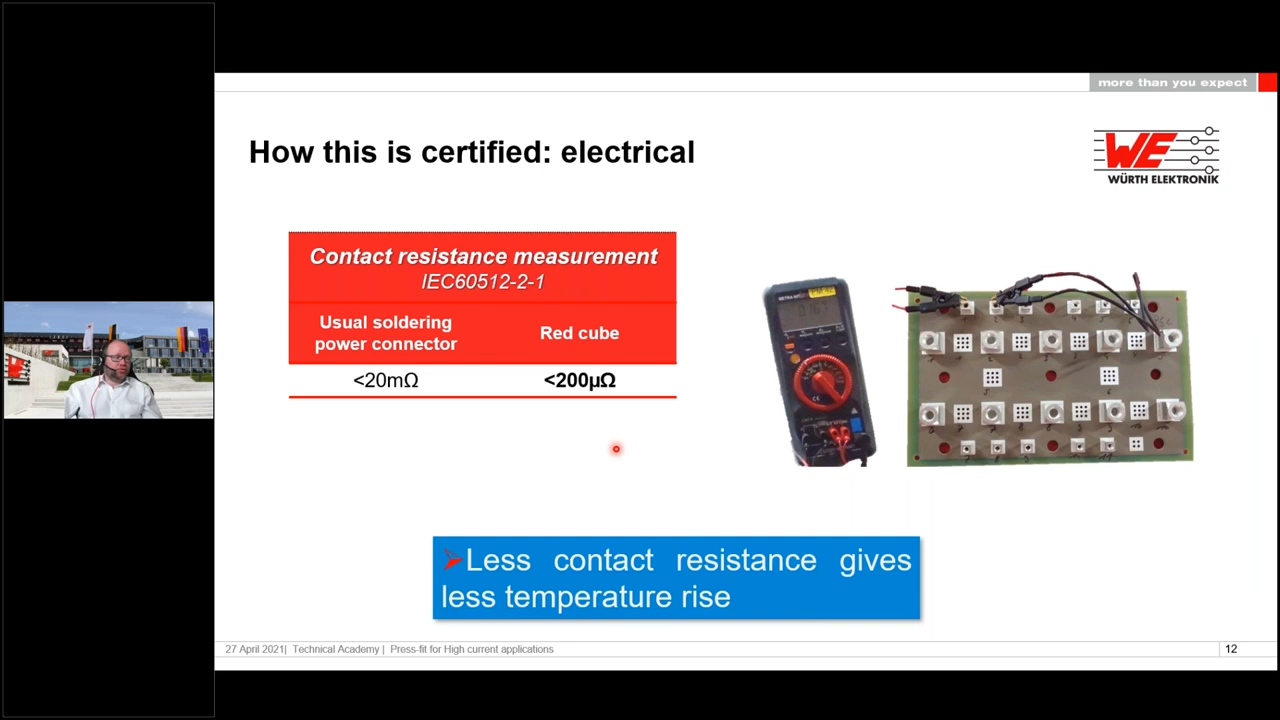 more than you expect
How this is certified: electrical
WE
WÜRTH ELEKTRONIK
Contact resistance measurement
IEC60512-2-1
Usual soldering
power connector
Red cube
<20mΩ
<200µΩ
➢Less contact resistance gives
less temperature rise
27 April 2021| Technical Academy | Press-fit for High current applications
12